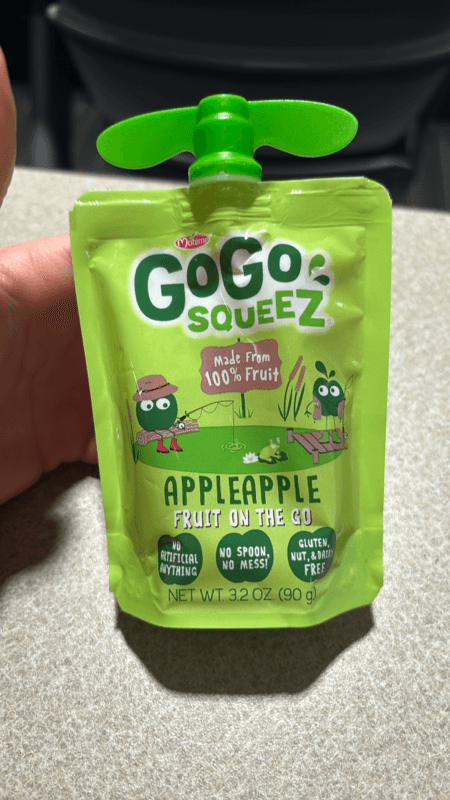 Materne
GoGo
SQUEEZ
Made From
100% Fruit
APPLEAPPLE
FRUIT ON THE GO
NO
ARTIFICIAL
ANYTHING
NO SPOON,
NO MESS!
GLUTEN,
NUT, & DAIRY
FREE
NET WT. 3.2 OZ. (90 g)